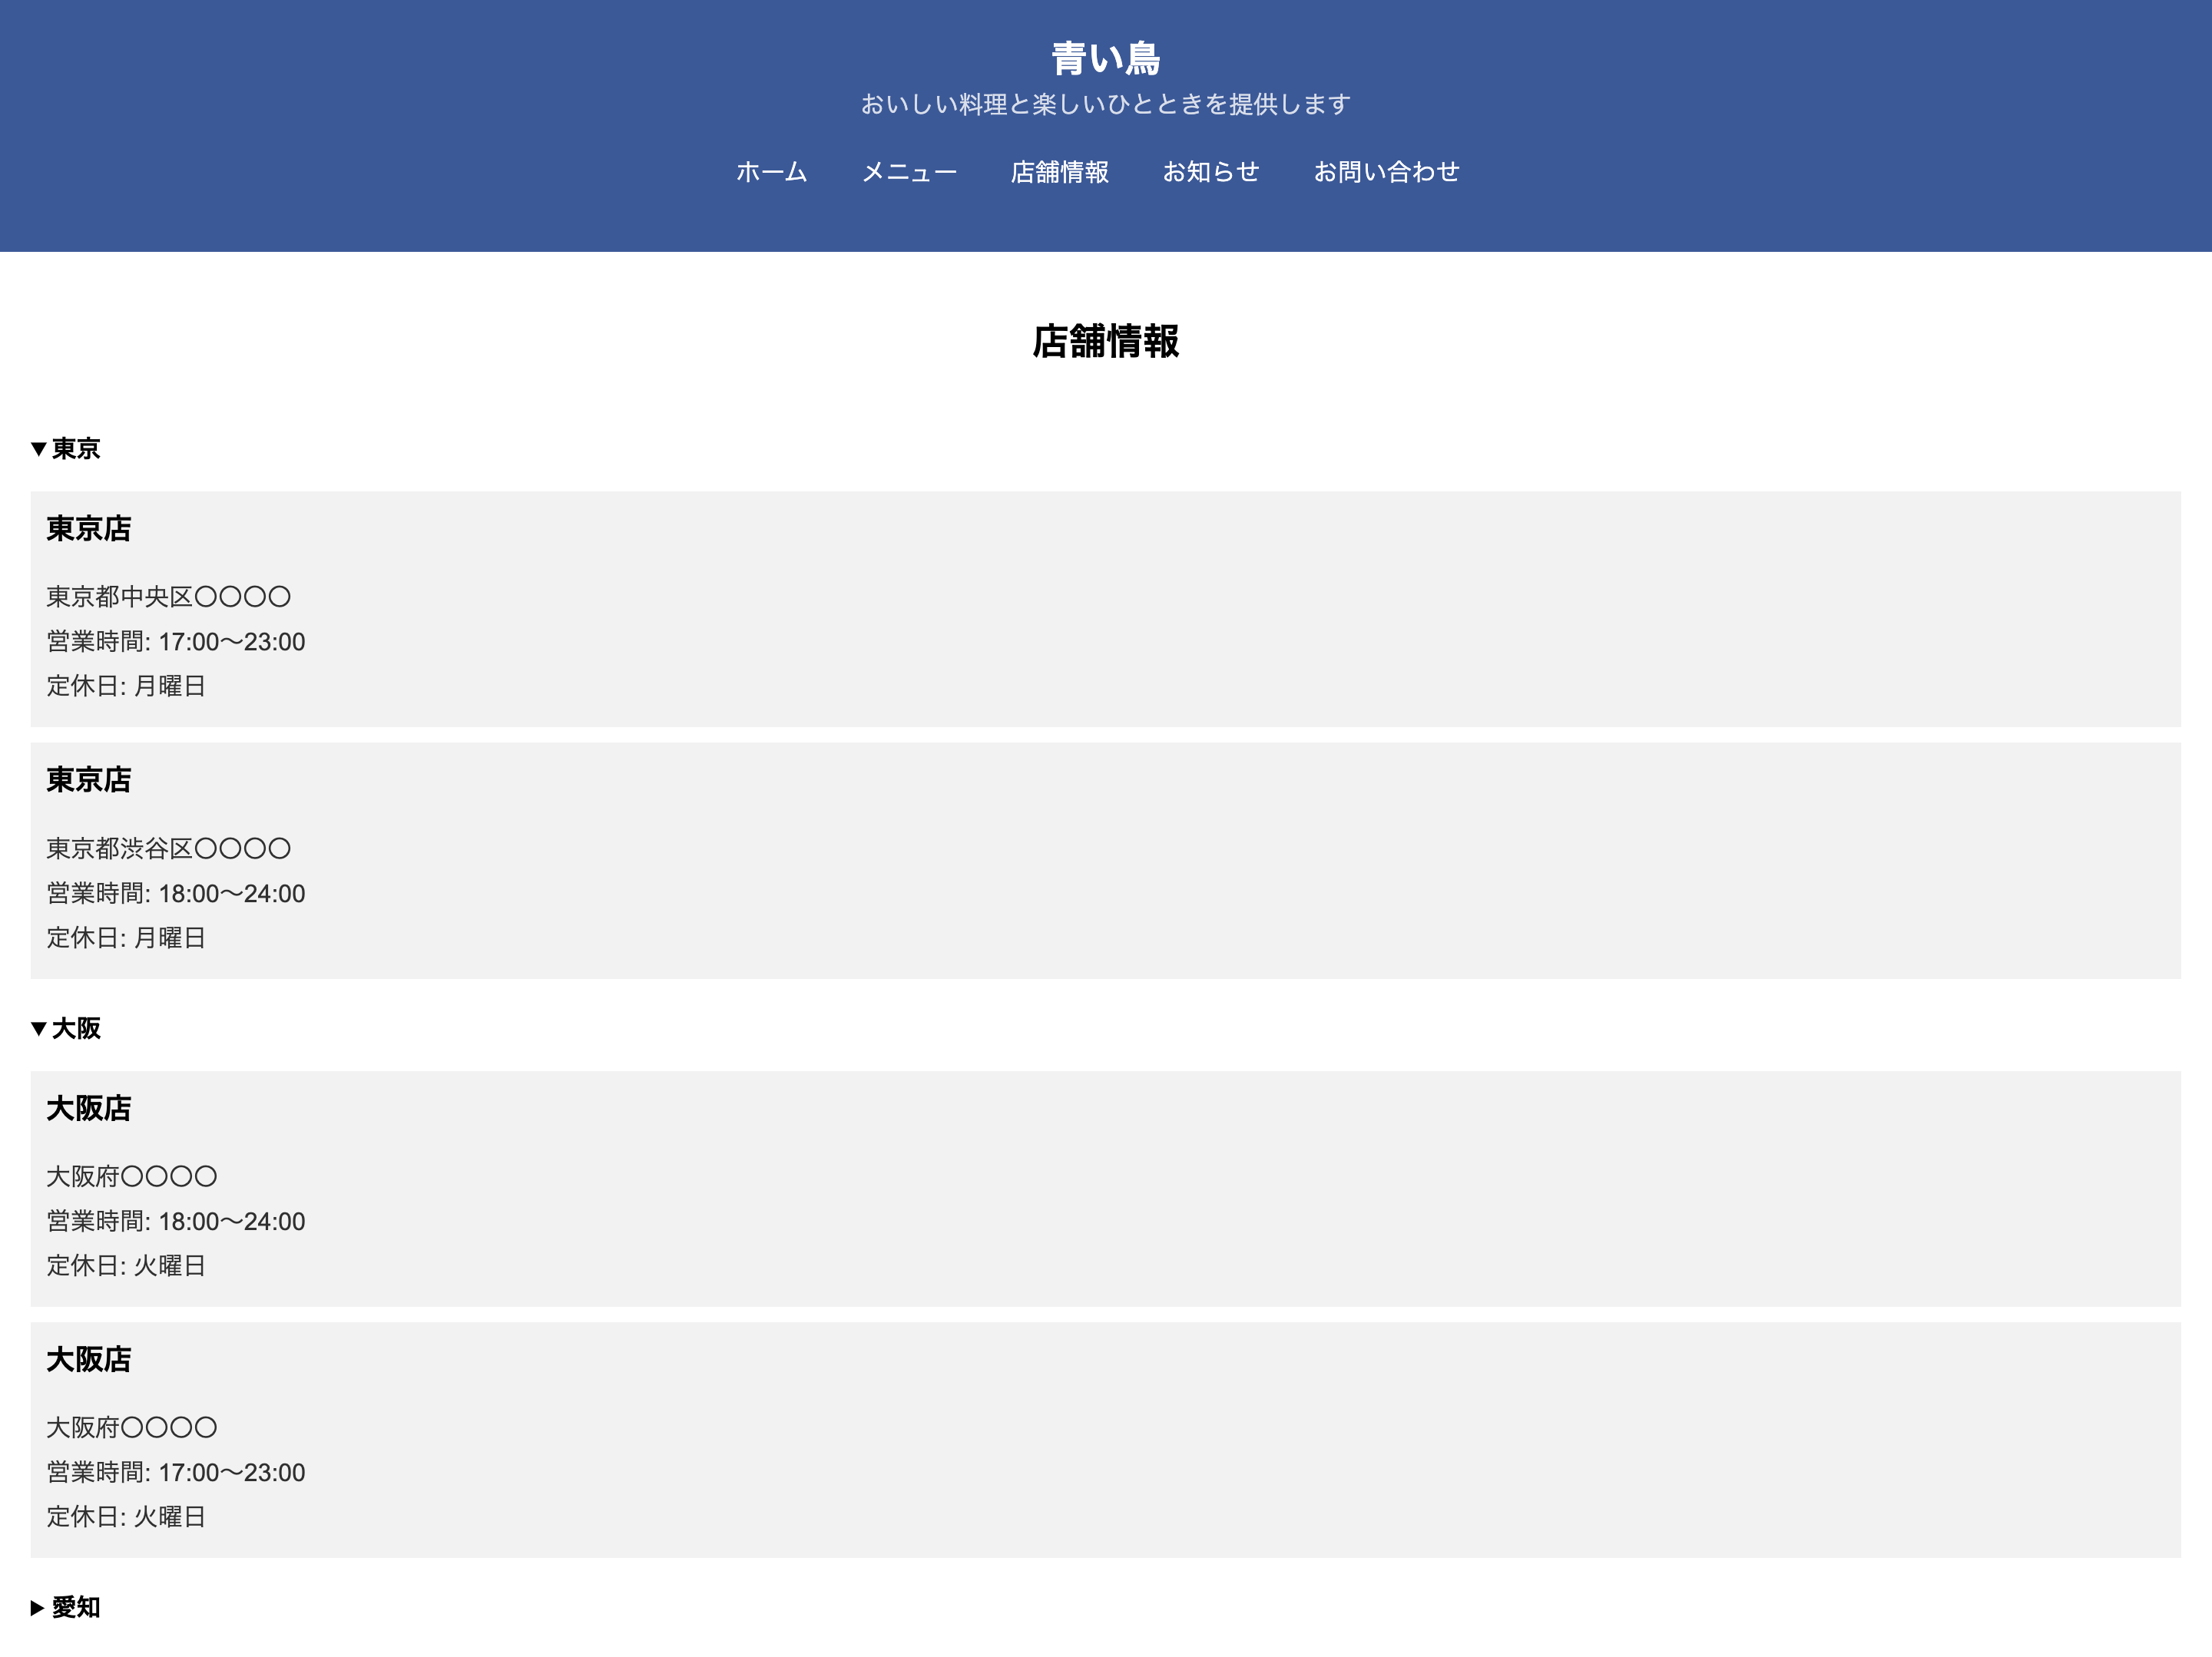 青い鳥
おいしい料理と楽しいひとときを提供します
ホーム メニュー 店舗情報 お知らせ お問い合わせ
店舗情報
▼東京
東京店
東京都中央区〇〇〇〇
営業時間: 17:00〜23:00
定休日: 月曜日
東京店
東京都渋谷区〇〇〇〇
営業時間: 18:00〜24:00
定休日: 月曜日
▼大阪
大阪店
大阪府〇〇〇〇
営業時間: 18:00〜24:00
定休日: 火曜日
大阪店
大阪府〇〇〇〇
営業時間: 17:00〜23:00
定休日: 火曜日
▶愛知